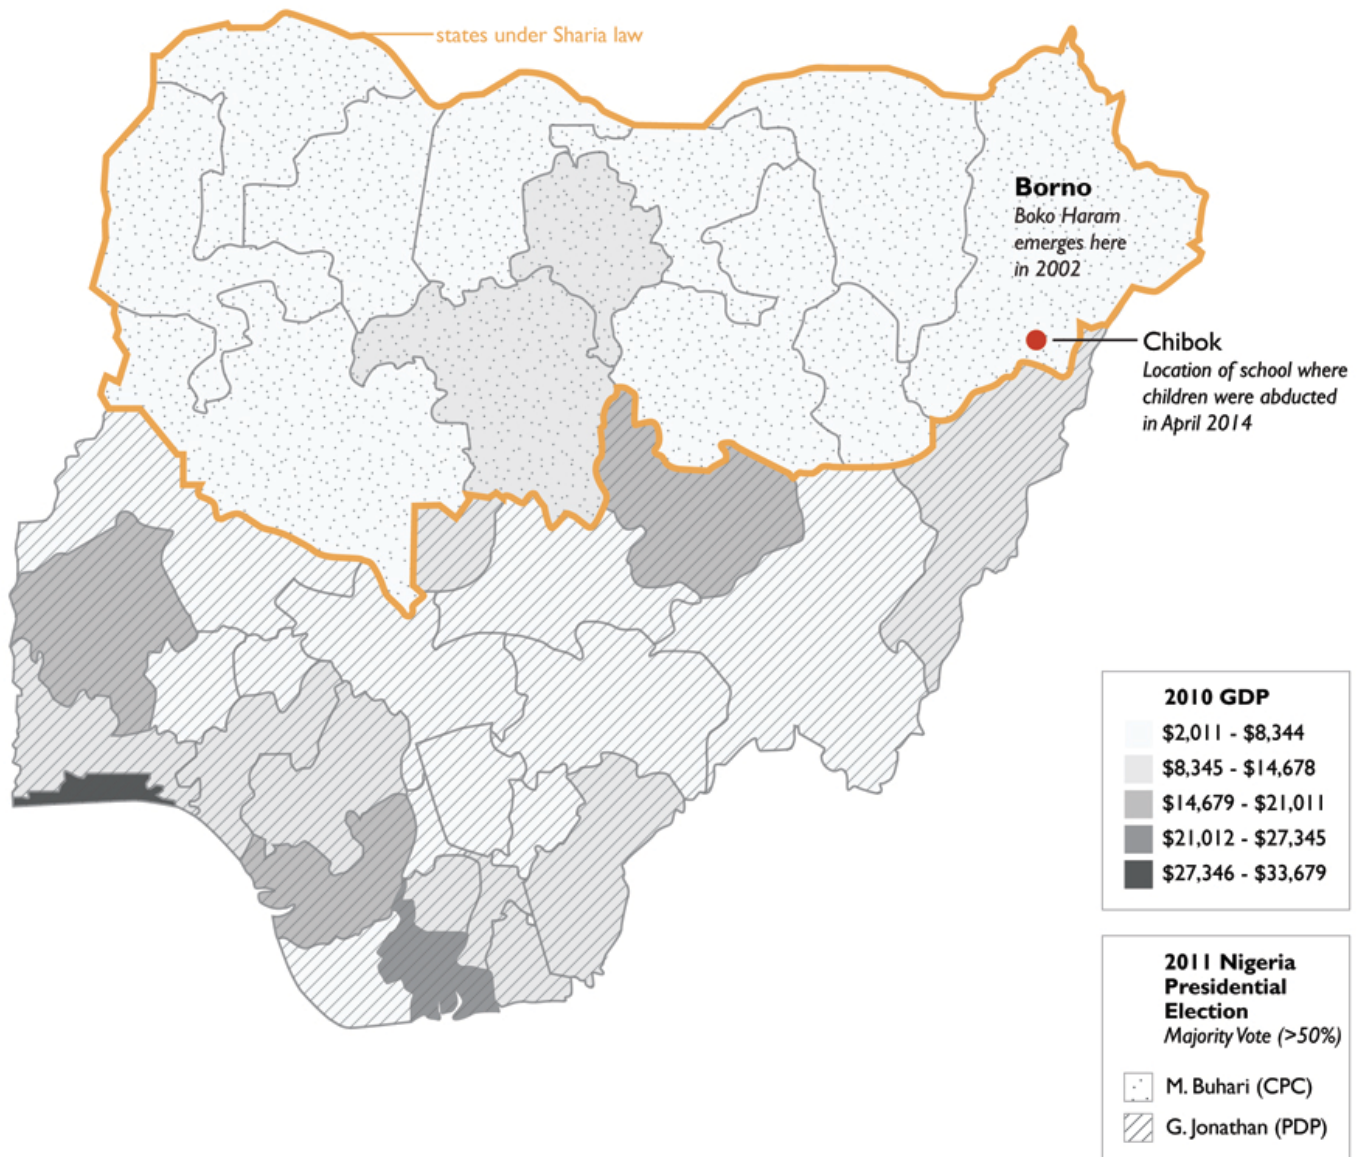 states under Sharia law
Borno
Boko Haram
emerges here
in 2002
Chibok
Location of school where
children were abducted
in April 2014
2010 GDP
$2,011 - $8,344
$8,345 - $14,678
$14,679 - $21,011
$21,012 - $27,345
$27,346 - $33,679
2011 Nigeria
Presidential
Election
Majority Vote (>50%)
M. Buhari (CPC)
G. Jonathan (PDP)